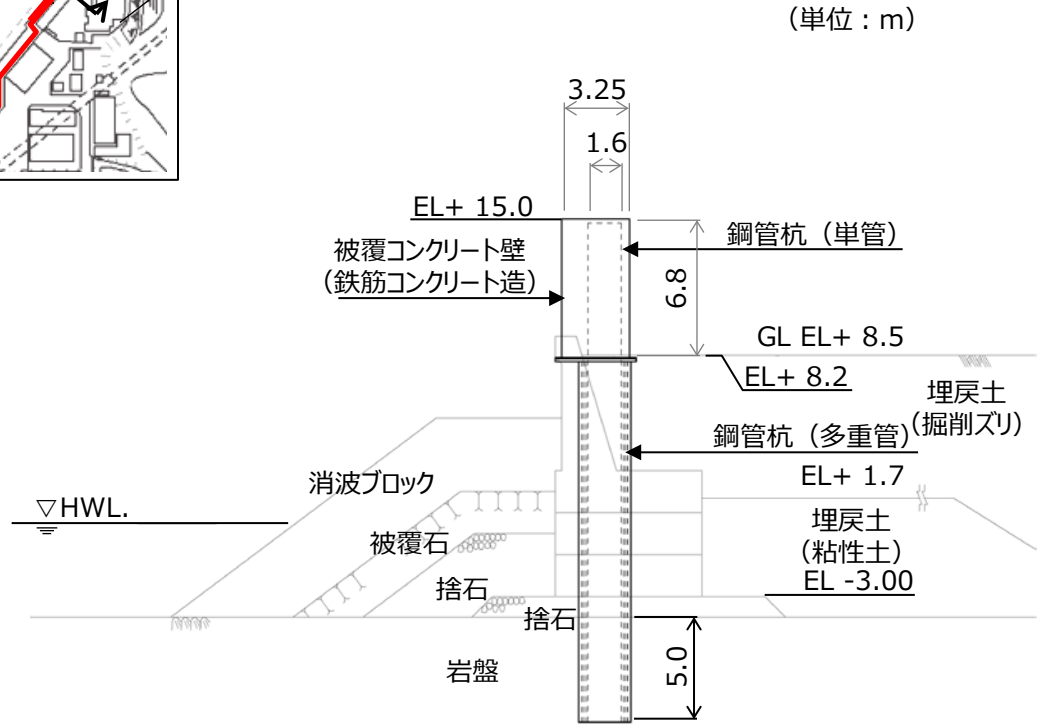 （単位：m）
3.25
1.6
EL+ 15.0
被覆コンクリート壁
（鉄筋コンクリート造）
鋼管杭（単管）
6.8
GL EL+ 8.5
EL+ 8.2
埋戻土
(掘削ズリ)
鋼管杭（多重管）
EL+ 1.7
消波ブロック
▽HWL.
被覆石
埋戻土
(粘性土)
EL -3.00
捨石
捨石
岩盤
5.0